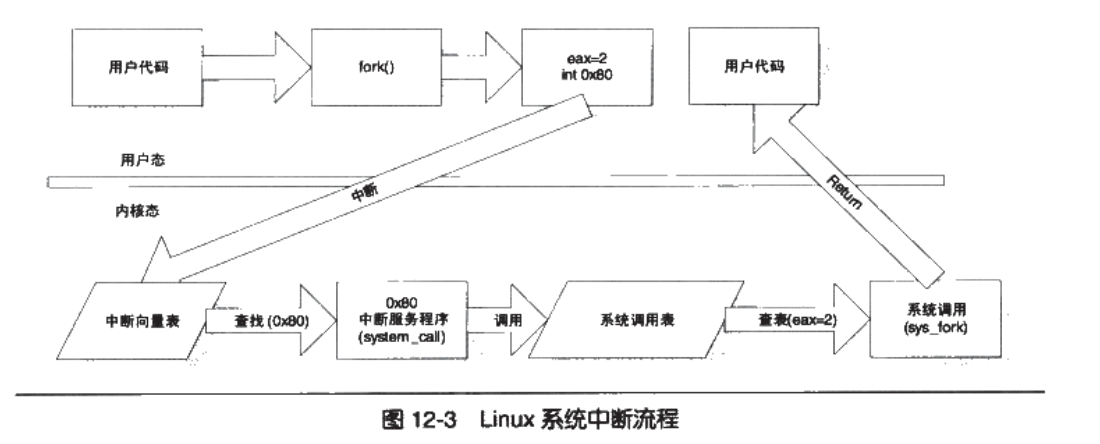 用户代码
fork()
eax=2
int 0x80
用户代码
用户态
中断
Return
内核态
中断向量表
查找 (0x80)
0x80
中断服务程序
(system_call)
调用
系统调用表
查表(eax=2)
系统调用
(sys_fork)
图 12-3 Linux 系统中断流程